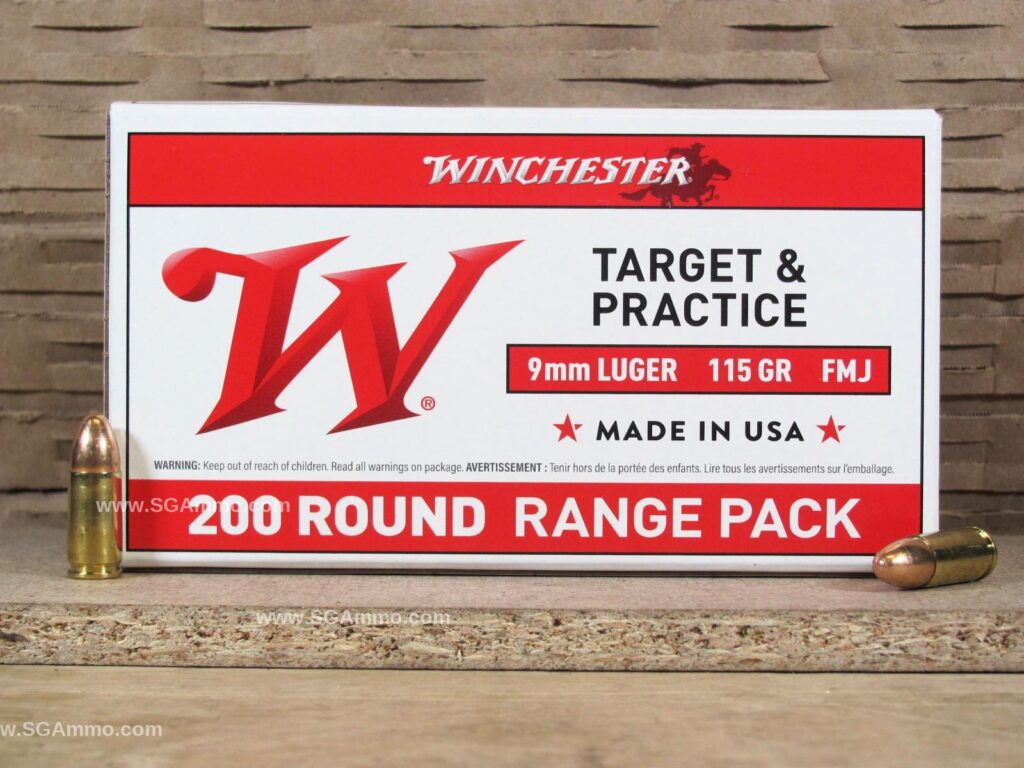 WINCHESTER
W®
TARGET &
PRACTICE
9mm LUGER 115 GR FMJ
★ MADE IN USA ★
WARNING: Keep out of reach of children. Read all warnings on package. AVERTISSEMENT : Tenir hors de la portée des enfants. Lire tous les avertissements sur l'emballage.
www.SGAmmo.com
200 ROUND RANGE PACK
www.SGAmmo.com
w.SGAmmo.com